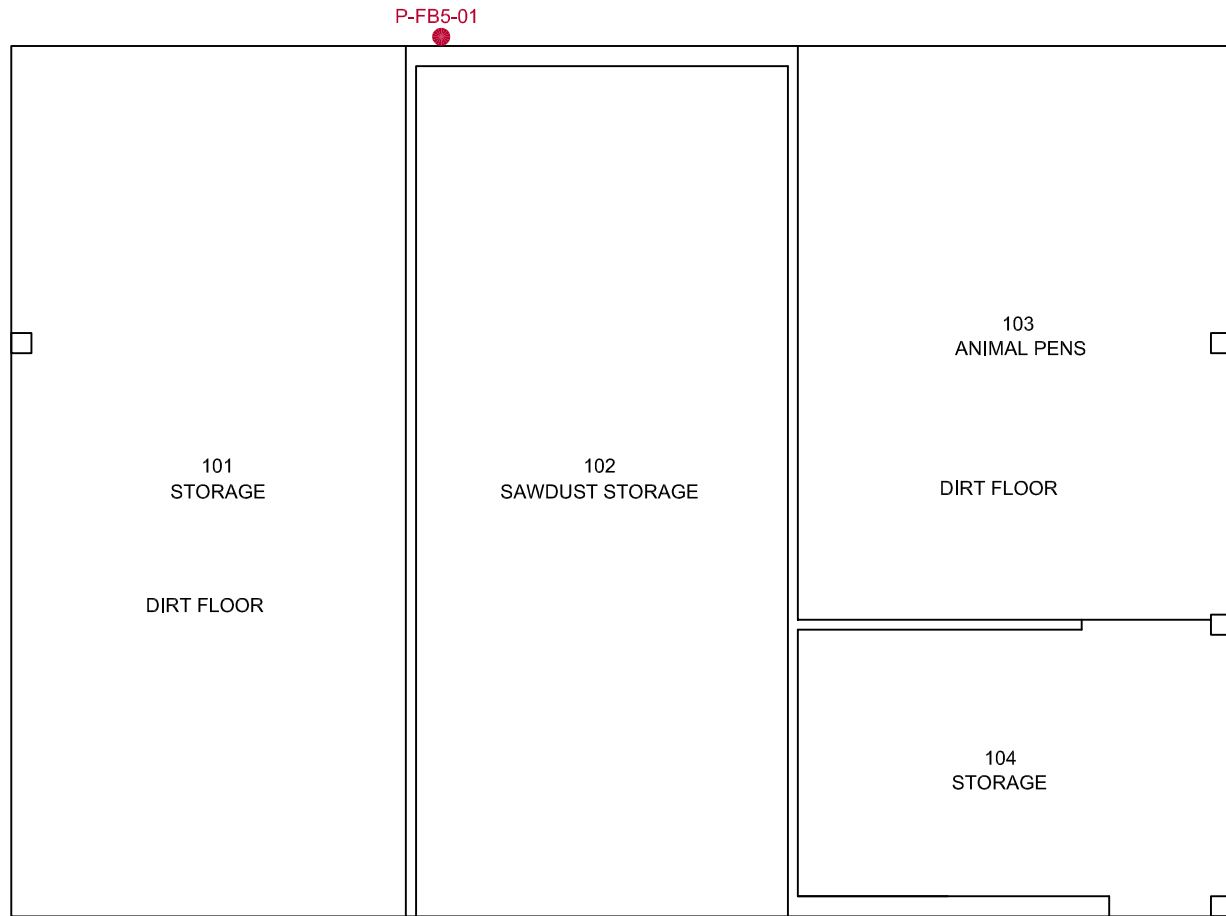 P-FB5-01
103
ANIMAL PENS
101
STORAGE
102
SAWDUST STORAGE
DIRT FLOOR
DIRT FLOOR
104
STORAGE